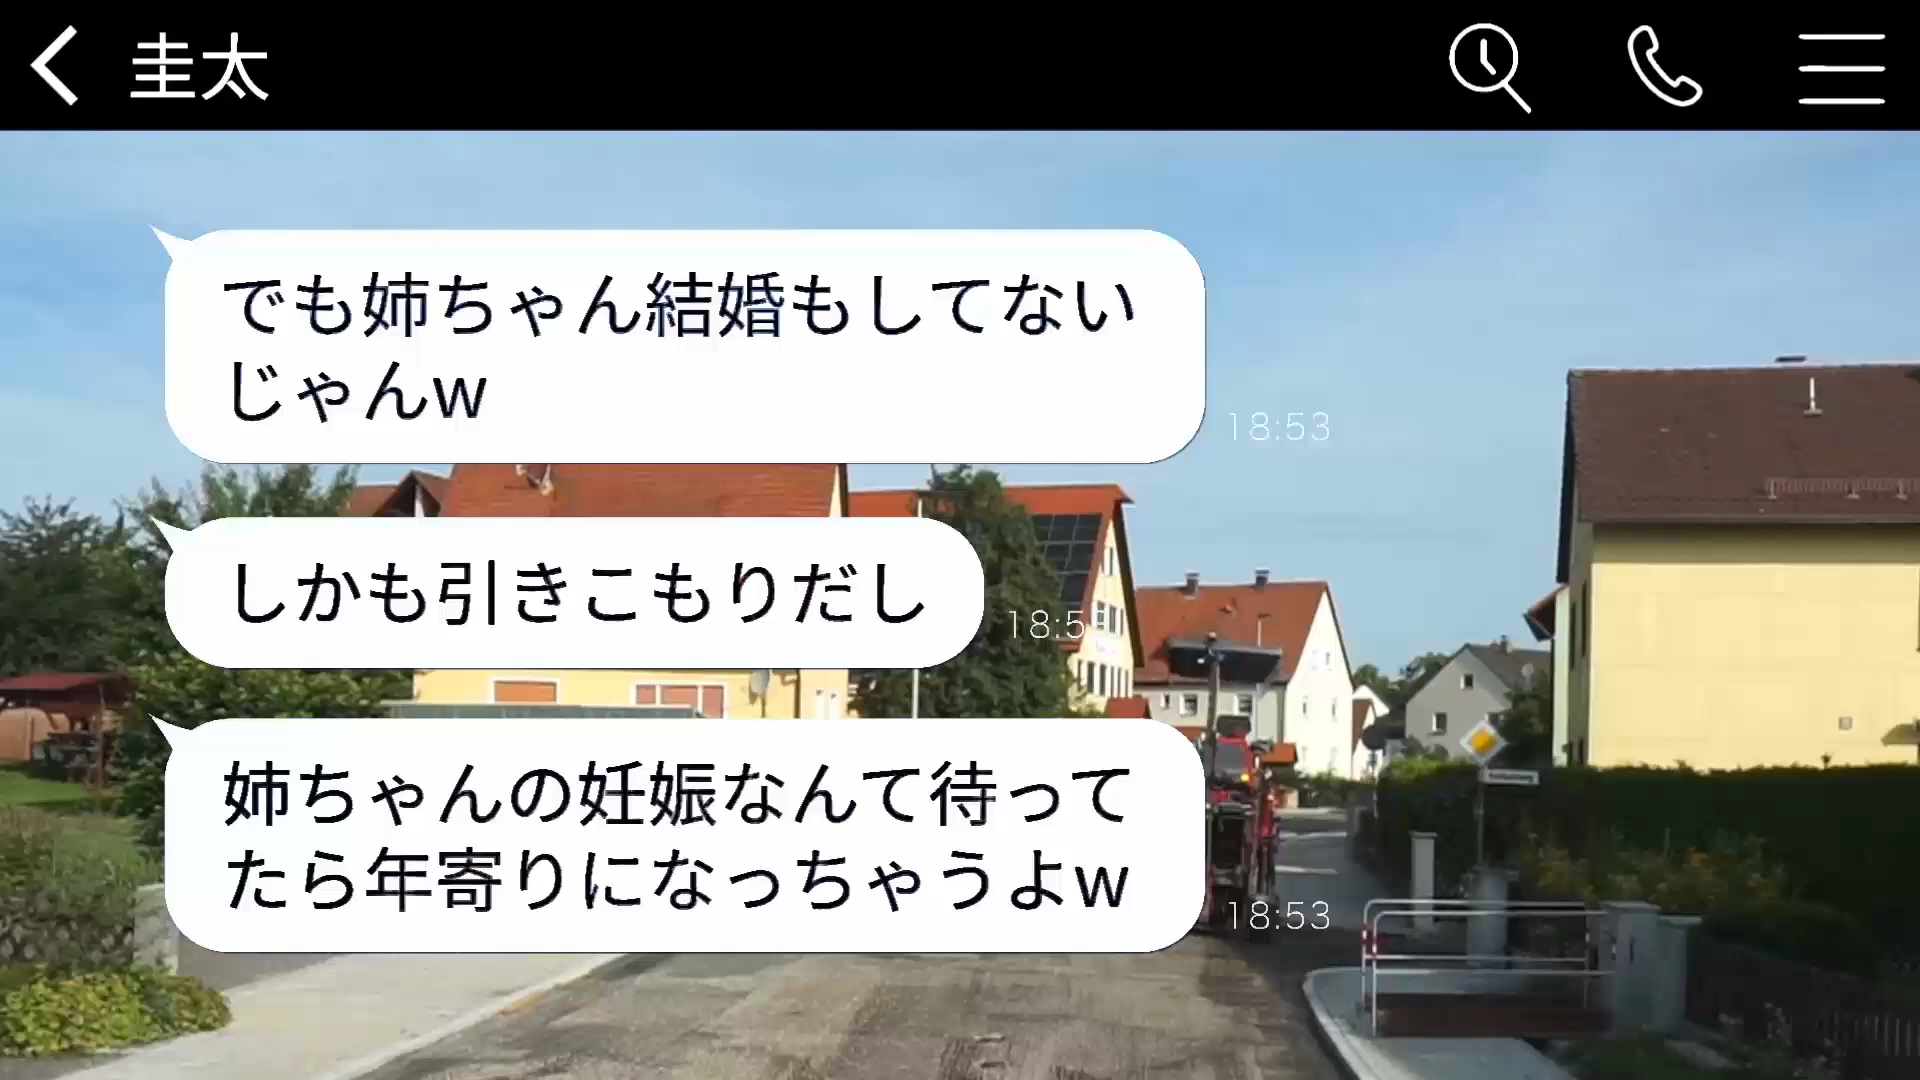 圭太
でも姉ちゃん結婚もしてない
じゃんw
18:53
しかも引きこもりだし
18:53
姉ちゃんの妊娠なんて待って
たら年寄りになっちゃうよw
18:53